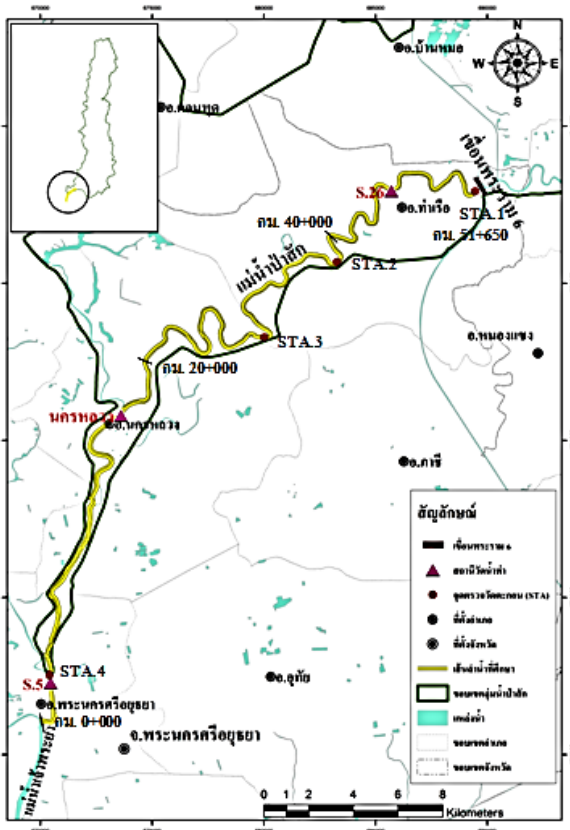 N
W
E
S
อ.บ้านหมอ
อ.ดอนพุด
เขื่อนพระราม 6
S.26
อ.ท่าเรือ
STA.1
กม. 51+650
กม. 40+000
แม่น้ำป่าสัก
STA.2
STA.3
อ.หนองแซง
กม. 20+000
นครหลวง
อ.นครหลวง
อ.ภาชี
สัญลักษณ์
เขื่อนพระราม 6
สถานีวัดน้ำท่า
จุดตรวจวัดตะกอน (STA)
ที่ตั้งอำเภอ
ที่ตั้งจังหวัด
เส้นลำน้ำที่ศึกษา
ขอบเขตลุ่มน้ำป่าสัก
แหล่งน้ำ
ขอบเขตอำเภอ
ขอบเขตจังหวัด
STA.4
S.5
อ.อุทัย
อ.พระนครศรีอยุธยา
กม. 0+000
จ.พระนครศรีอยุธยา
แม่น้ำเจ้าพระยา
0 1 2 4 6 8
Kilometers